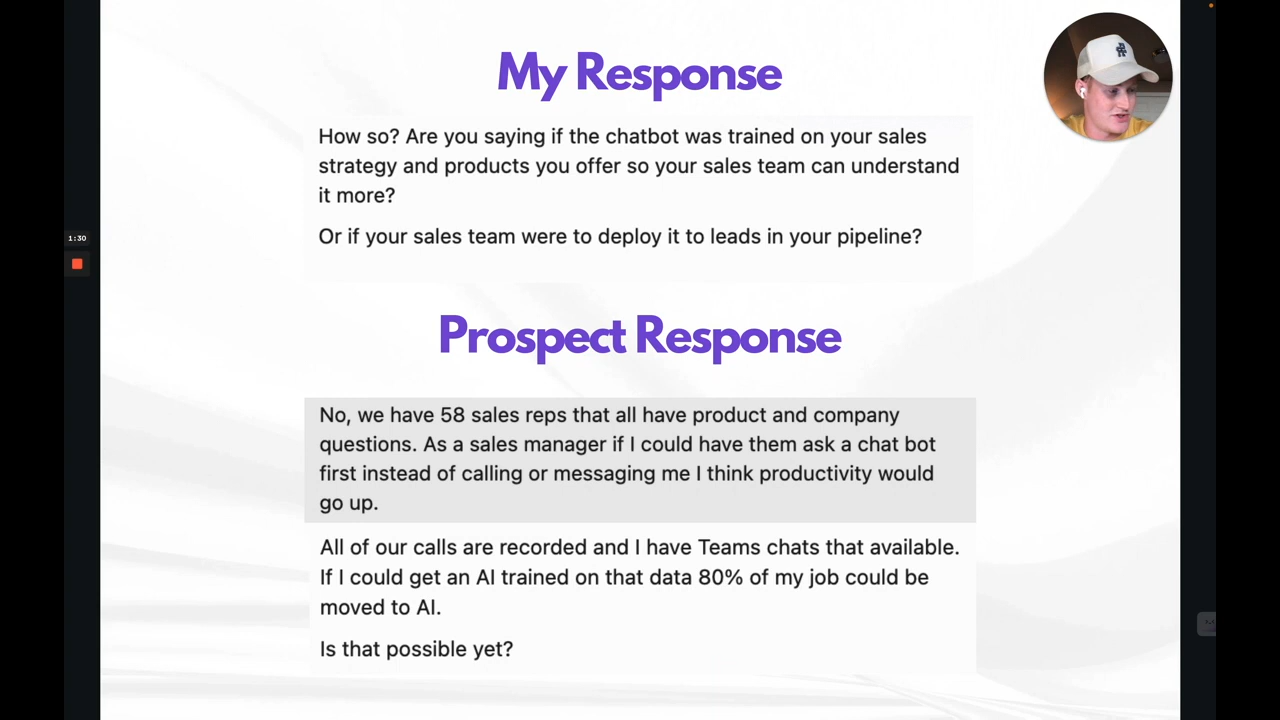 My Response
How so? Are you saying if the chatbot was trained on your sales
strategy and products you offer so your sales team can understand
it more?
Or if your sales team were to deploy it to leads in your pipeline?
1:30
Prospect Response
No, we have 58 sales reps that all have product and company
questions. As a sales manager if I could have them ask a chat bot
first instead of calling or messaging me I think productivity would
go up.
All of our calls are recorded and I have Teams chats that available.
If I could get an AI trained on that data 80% of my job could be
moved to AI.
Is that possible yet?